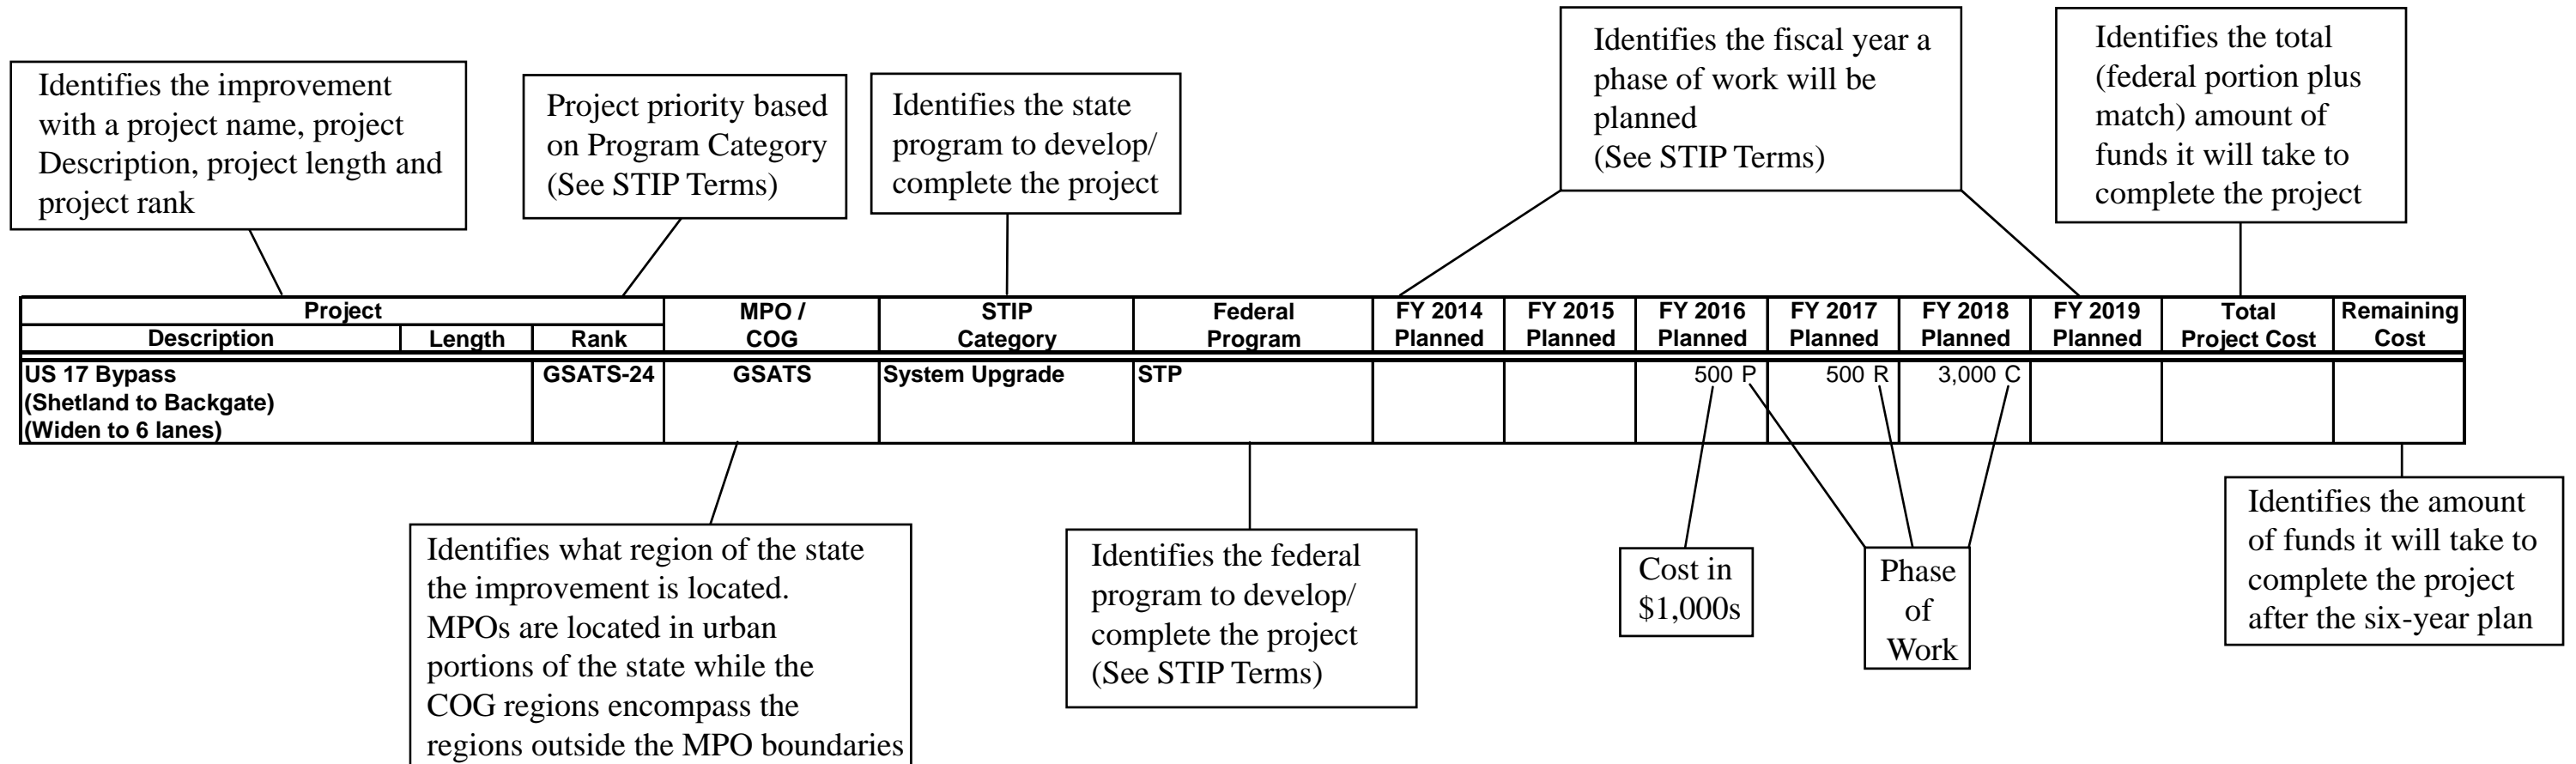 Identifies the improvement
with a project name, project
Description, project length and
project rank
Project priority based
on Program Category
(See STIP Terms)
Identifies the state
program to develop/
complete the project
Identifies the fiscal year a
phase of work will be
planned
(See STIP Terms)
Identifies the total
(federal portion plus
match) amount of
funds it will take to
complete the project
Project MPO / STIP Federal FY 2014 FY 2015 FY 2016 FY 2017 FY 2018 FY 2019 Total Remaining
Description Length Rank COG Category Program Planned Planned Planned Planned Planned Planned Project Cost Cost
US 17 Bypass GSATS-24 GSATS System Upgrade STP 500 P 500 R 3,000 C
(Shetland to Backgate)
(Widen to 6 lanes)
Identifies what region of the state
the improvement is located.
MPOs are located in urban
portions of the state while the
COG regions encompass the
regions outside the MPO boundaries
Identifies the federal
program to develop/
complete the project
(See STIP Terms)
Cost in
$1,000s
Phase
of
Work
Identifies the amount
of funds it will take to
complete the project
after the six-year plan